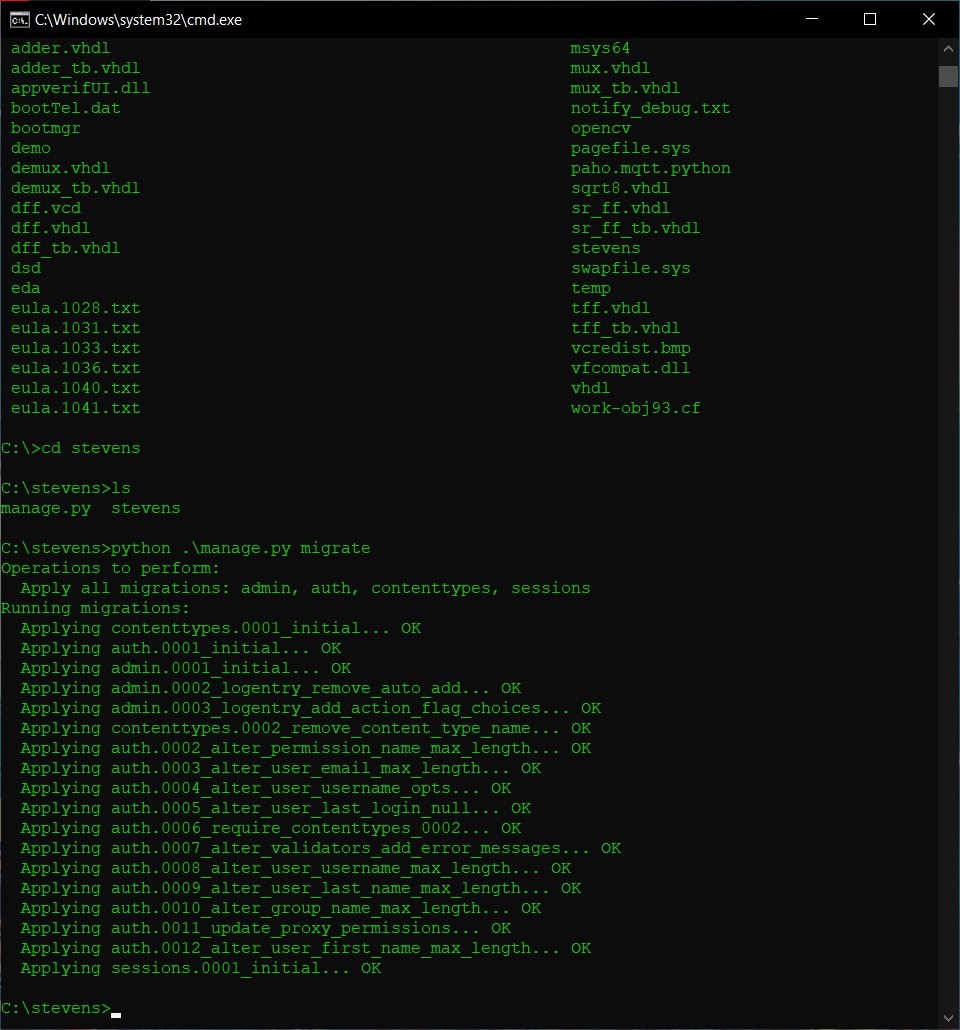 C:\Windows\system32\cmd.exe
adder.vhdl msys64
adder_tb.vhdl mux.vhdl
appverifUI.dll mux_tb.vhdl
bootTel.dat notify_debug.txt
bootmgr opencv
demo pagefile.sys
demux.vhdl paho.mqtt.python
demux_tb.vhdl sqrt8.vhdl
dff.vcd sr_ff.vhdl
dff.vhdl sr_ff_tb.vhdl
dff_tb.vhdl stevens
dsd swapfile.sys
eda temp
eula.1028.txt tff.vhdl
eula.1031.txt tff_tb.vhdl
eula.1033.txt vcredist.bmp
eula.1036.txt vfcompat.dll
eula.1040.txt vhdl
eula.1041.txt work-obj93.cf
C:\>cd stevens
C:\stevens>ls
manage.py  stevens
C:\stevens>python .\manage.py migrate
Operations to perform:
  Apply all migrations: admin, auth, contenttypes, sessions
Running migrations:
  Applying contenttypes.0001_initial... OK
  Applying auth.0001_initial... OK
  Applying admin.0001_initial... OK
  Applying admin.0002_logentry_remove_auto_add... OK
  Applying admin.0003_logentry_add_action_flag_choices... OK
  Applying contenttypes.0002_remove_content_type_name... OK
  Applying auth.0002_alter_permission_name_max_length... OK
  Applying auth.0003_alter_user_email_max_length... OK
  Applying auth.0004_alter_user_username_opts... OK
  Applying auth.0005_alter_user_last_login_null... OK
  Applying auth.0006_require_contenttypes_0002... OK
  Applying auth.0007_alter_validators_add_error_messages... OK
  Applying auth.0008_alter_user_username_max_length... OK
  Applying auth.0009_alter_user_last_name_max_length... OK
  Applying auth.0010_alter_group_name_max_length... OK
  Applying auth.0011_update_proxy_permissions... OK
  Applying auth.0012_alter_user_first_name_max_length... OK
  Applying sessions.0001_initial... OK
C:\stevens>